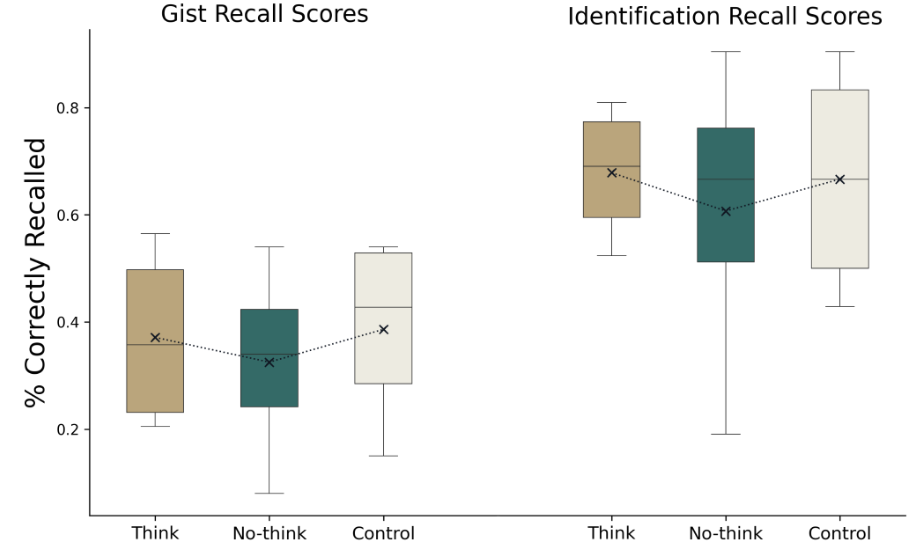 Gist Recall Scores
Identification Recall Scores
% Correctly Recalled
0.8
0.6
0.4
0.2
Think
No-think
Control
Think
No-think
Control